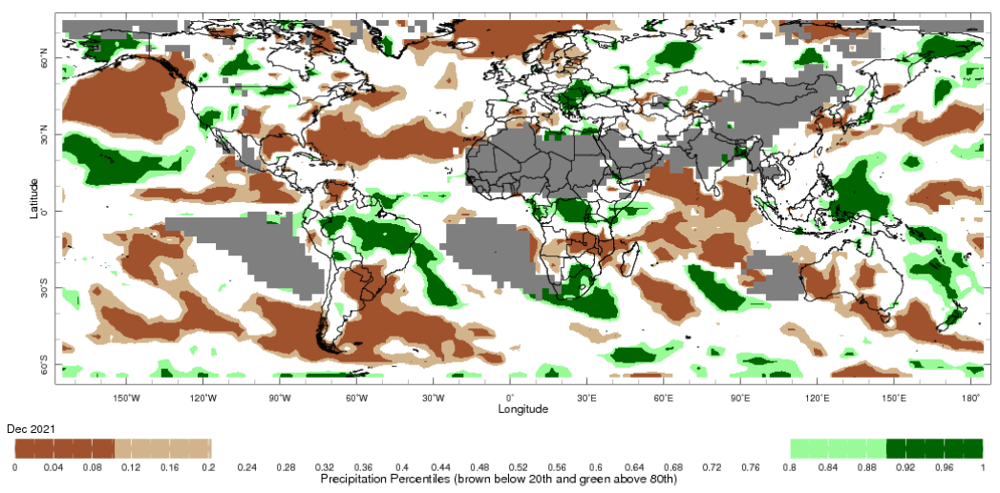 60°N
30°N
Latitude
0°
30°S
60°S
150°W 120°W 90°W 60°W 30°W 0° 30°E 60°E 90°E 120°E 150°E 180°
Longitude
Dec 2021
0 0.04 0.08 0.12 0.16 0.2 0.24 0.28 0.32 0.36 0.4 0.44 0.48 0.52 0.56 0.6 0.64 0.68 0.72 0.76 0.8 0.84 0.88 0.92 0.96 1
Precipitation Percentiles (brown below 20th and green above 80th)